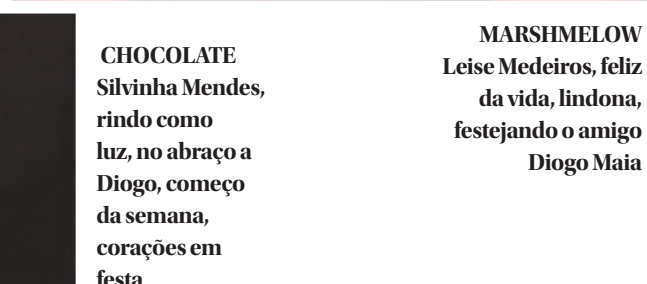 CHOCOLATE
Silvinha Mendes,
rindo como
luz, no abraço a
Diogo, começo
da semana,
corações em
festa
MARSHMELOW
Leise Medeiros, feliz
da vida, lindona,
festejando o amigo
Diogo Maia